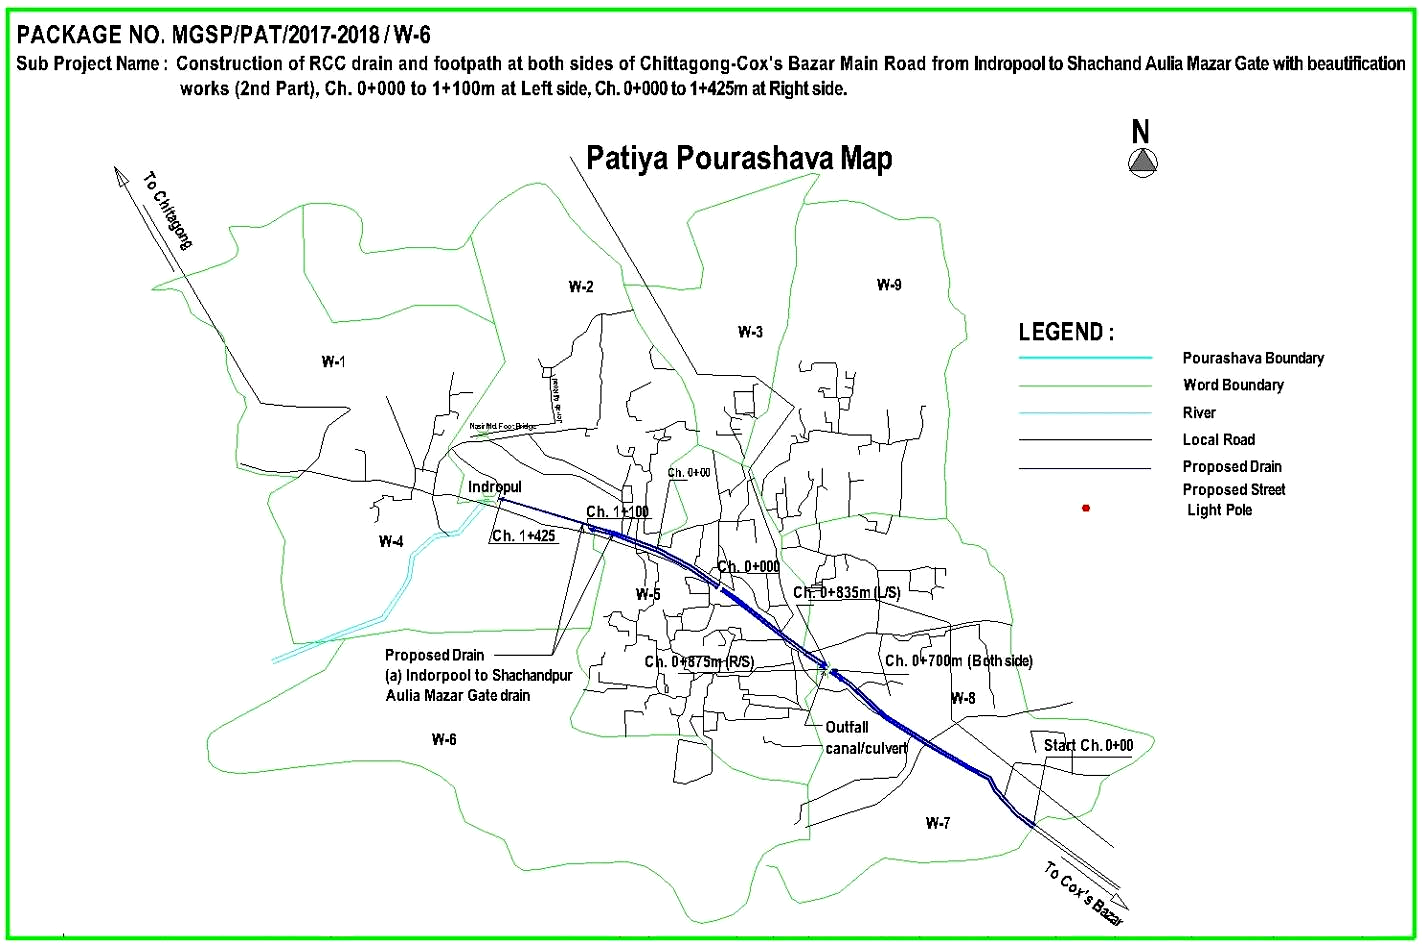 PACKAGE NO. MGSP/PAT/2017-2018 / W-6
Sub Project Name : Construction of RCC drain and footpath at both sides of Chittagong-Cox's Bazar Main Road from Indropool to Shachand Aulia Mazar Gate with beautification
works (2nd Part), Ch. 0+000 to 1+100m at Left side, Ch. 0+000 to 1+425m at Right side.
Patiya Pourashava Map
N
To Chitagong
W-2
W-9
W-3
W-1
LEGEND :
Pourashava Boundary
Word Boundary
River
Local Road
Proposed Drain
Proposed Street
Light Pole
Nasir Md. Foot Bridge
Ch. 0+00
Indropul
Ch. 1+100
Ch. 1+425
W-4
Ch. 0+000
W-5
Ch. 0+835m (L/S)
Proposed Drain
(a) Indorpool to Shachandpur
Aulia Mazar Gate drain
Ch. 0+875m (R/S)
Ch. 0+700m (Both side)
W-8
W-6
Outfall
canal/culvert
Start Ch. 0+00
W-7
To Cox's Bazar